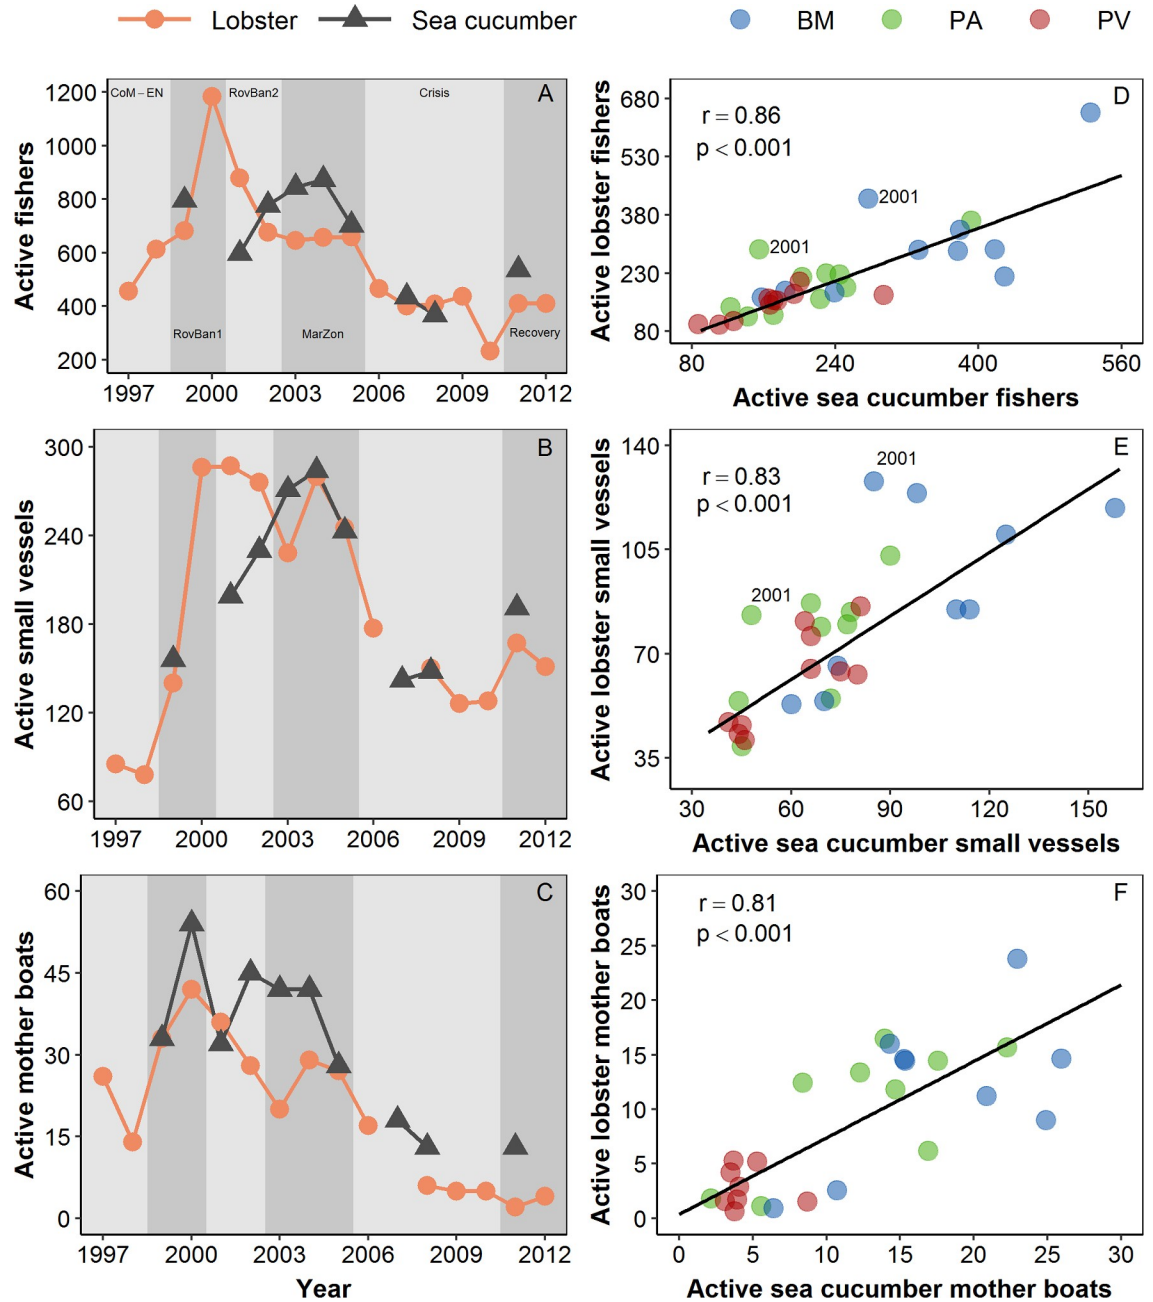 Lobster Sea cucumber BM PA PV
Active fishers
1200
1000
800
600
400
200
CoM – EN RovBan2 Crisis A
RovBan1 MarZon Recovery
1997 2000 2003 2006 2009 2012
Active lobster fishers
680
530
380
230
80
r = 0.86
p < 0.001
D
2001
2001
80 240 400 560
Active sea cucumber fishers
Active small vessels
300
240
180
120
60
B
1997 2000 2003 2006 2009 2012
Active lobster small vessels
140
105
70
35
r = 0.83
p < 0.001
E
2001
2001
30 60 90 120 150
Active sea cucumber small vessels
Active mother boats
60
45
30
15
0
C
1997 2000 2003 2006 2009 2012
Year
Active lobster mother boats
30
25
20
15
10
5
0
r = 0.81
p < 0.001
F
0 5 10 15 20 25 30
Active sea cucumber mother boats